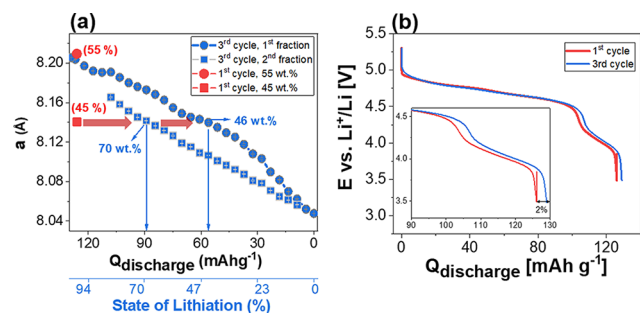 (a)
(55 %)
3rd cycle, 1st fraction
3rd cycle, 2nd fraction
1st cycle, 55 wt.%
1st cycle, 45 wt.%
(45 %)
46 wt.%
70 wt.%
a (Å)
8.20
8.16
8.12
8.08
8.04
120 90 60 30 0
Qdischarge (mAhg-1)
94 70 47 23 0
State of Lithiation (%)
(b)
1st cycle
3rd cycle
E vs. Li+/Li [V]
5.5
5.0
4.5
4.0
3.5
3.0
4.5
4.0
3.5
2%
90 100 110 120 130
0 40 80 120
Qdischarge [mAh g-1]